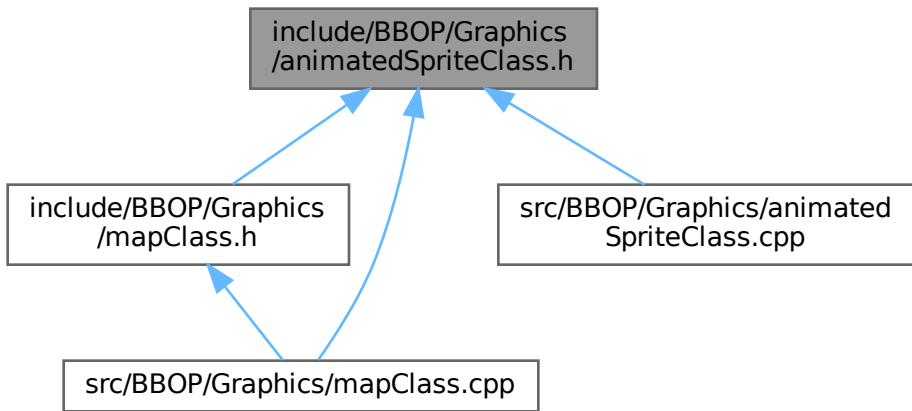 include/BBOP/Graphics
/animatedSpriteClass.h
include/BBOP/Graphics
/mapClass.h
src/BBOP/Graphics/animated
SpriteClass.cpp
src/BBOP/Graphics/mapClass.cpp